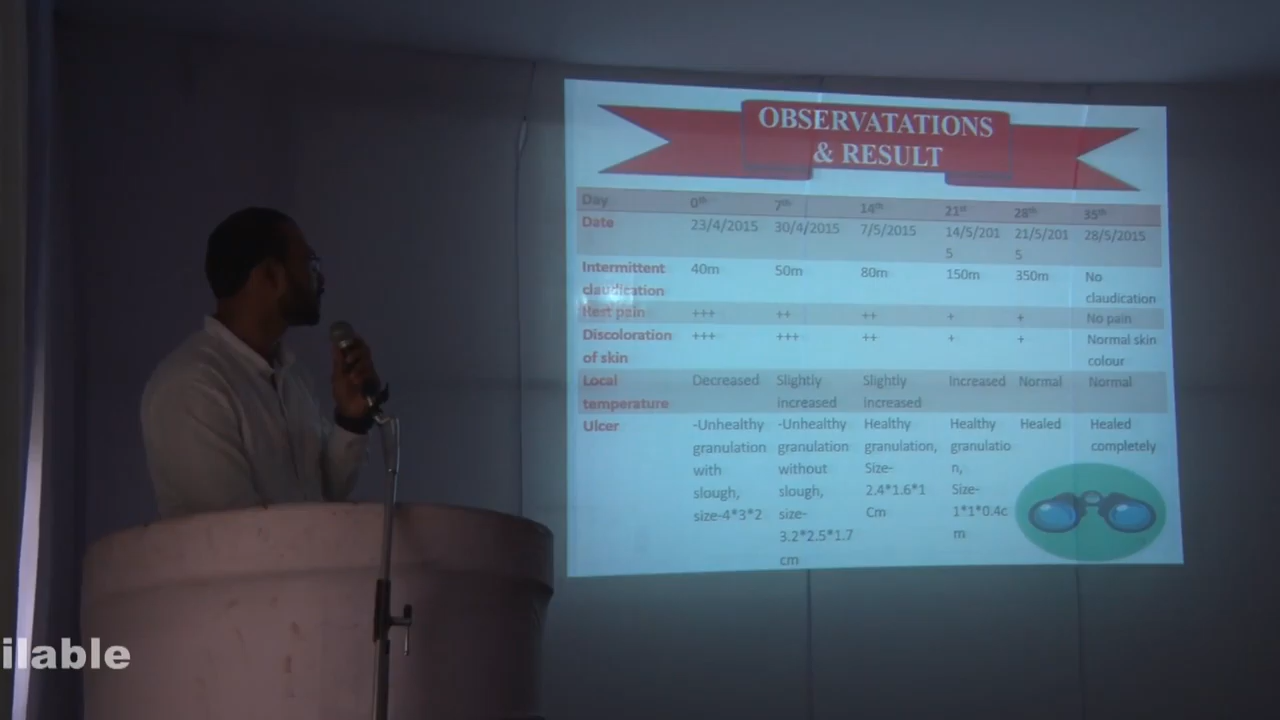 OBSERVATATIONS
& RESULT
Day 0th 7th 14th 21st 28th 35th
Date 23/4/2015 30/4/2015 7/5/2015 14/5/201 21/5/201 28/5/2015
5 5
Intermittent 40m 50m 80m 150m 350m No
claudication claudication
Rest pain +++ ++ ++ + + No pain
Discoloration +++ +++ ++ + + Normal skin
of skin colour
Local Decreased Slightly Slightly Increased Normal Normal
temperature increased increased
Ulcer -Unhealthy -Unhealthy Healthy Healthy Healed Healed
granulation granulation granulation, granulatio completely
with without Size- n,
slough, slough, 2.4*1.6*1 Size-
size-4*3*2 size- Cm 1*1*0.4c
3.2*2.5*1.7 m
cm
ilable